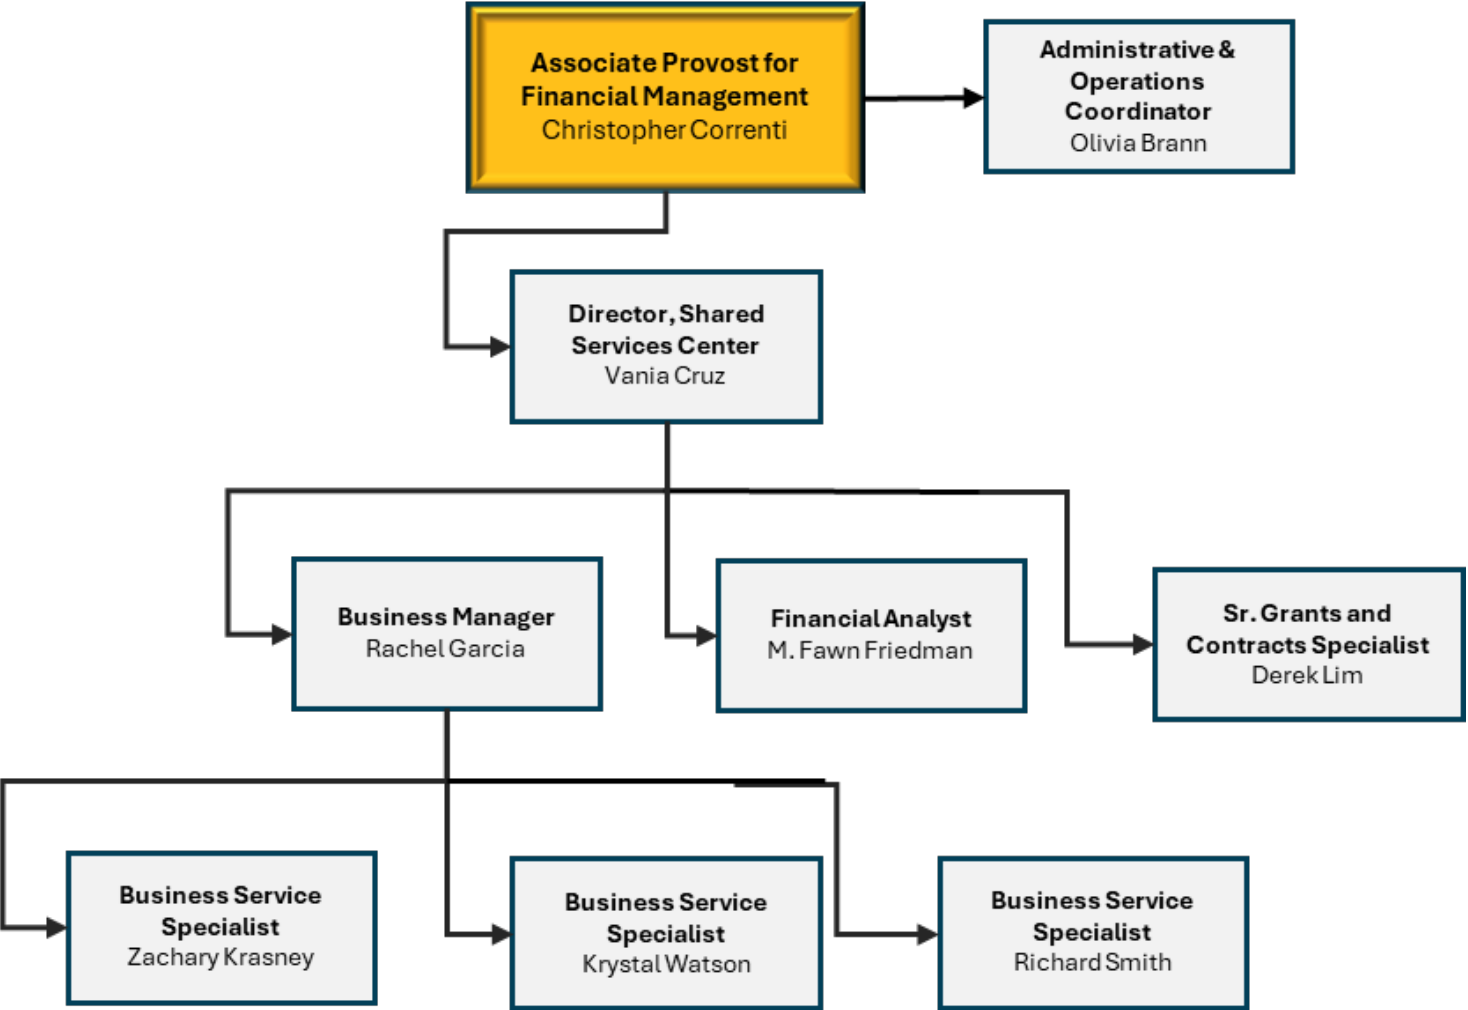 Associate Provost for
Financial Management
Christopher Correnti
Administrative &
Operations
Coordinator
Olivia Brann
Director, Shared
Services Center
Vania Cruz
Business Manager
Rachel Garcia
Financial Analyst
M. Fawn Friedman
Sr. Grants and
Contracts Specialist
Derek Lim
Business Service
Specialist
Zachary Krasney
Business Service
Specialist
Krystal Watson
Business Service
Specialist
Richard Smith